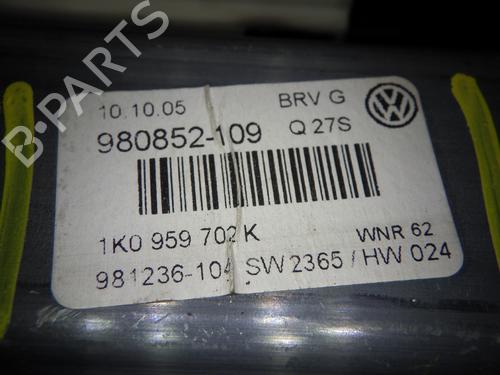 10.10.05 BRV G
980852-109 Q 27S
1K0 959 702 K WNR 62
981236-104 SW 2365 / HW 024
B-PARTS